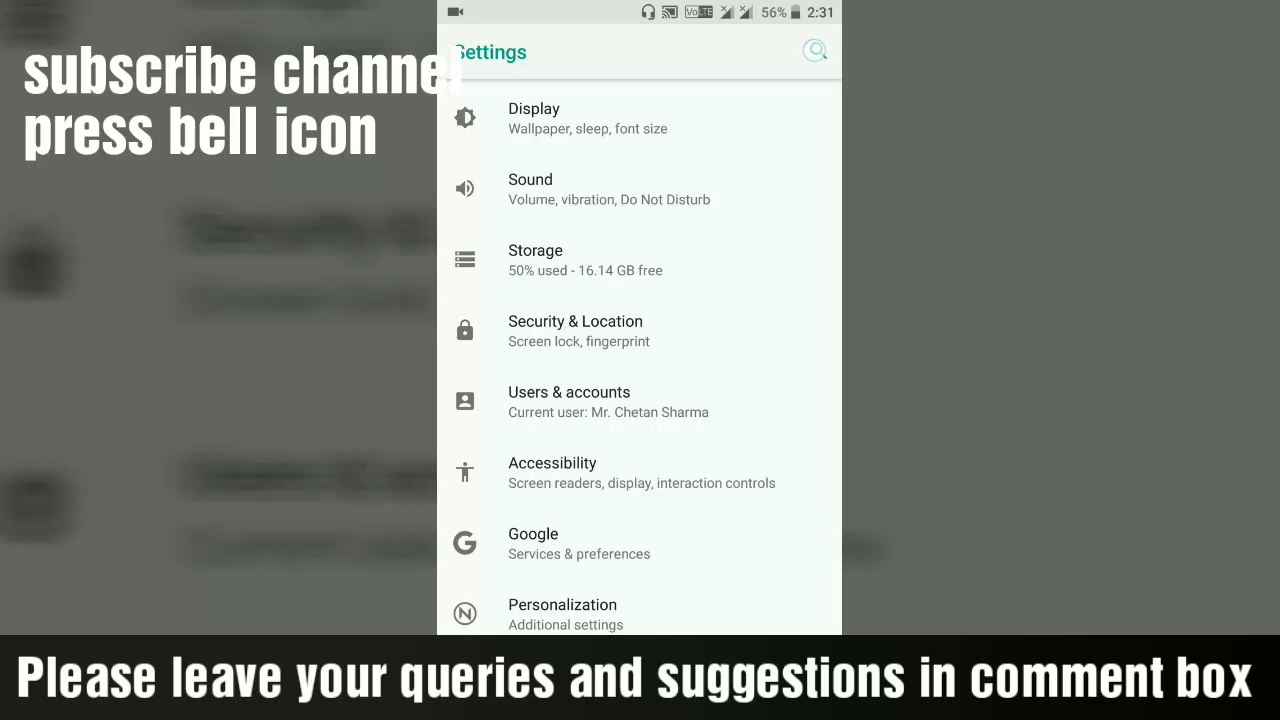 56% 2:31
subscribe channel
press bell icon
Settings
Display
Wallpaper, sleep, font size
Sound
Volume, vibration, Do Not Disturb
Storage
50% used - 16.14 GB free
Security & Location
Screen lock, fingerprint
Users & accounts
Current user: Mr. Chetan Sharma
Accessibility
Screen readers, display, interaction controls
Google
Services & preferences
Personalization
Additional settings
Please leave your queries and suggestions in comment box